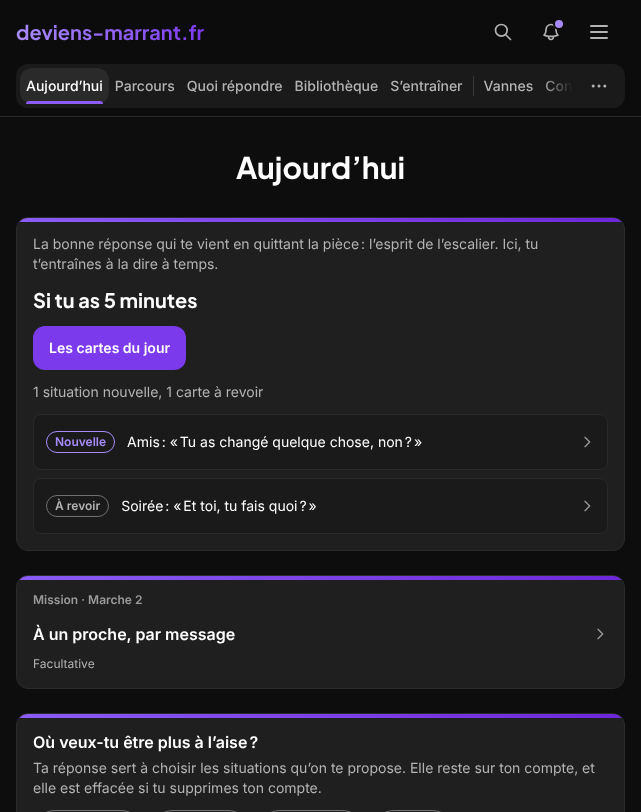 deviens-marrant.fr
Aujourd’hui Parcours Quoi répondre Bibliothèque S’entraîner Vannes
Aujourd’hui
La bonne réponse qui te vient en quittant la pièce : l’esprit de l’escalier. Ici, tu
t’entraînes à la dire à temps.
Si tu as 5 minutes
Les cartes du jour
1 situation nouvelle, 1 carte à revoir
Nouvelle Amis : « Tu as changé quelque chose, non ? »
À revoir Soirée : « Et toi, tu fais quoi ? »
Mission · Marche 2
À un proche, par message
Facultative
Où veux-tu être plus à l’aise ?
Ta réponse sert à choisir les situations qu’on te propose. Elle reste sur ton compte, et
elle est effacée si tu supprimes ton compte.